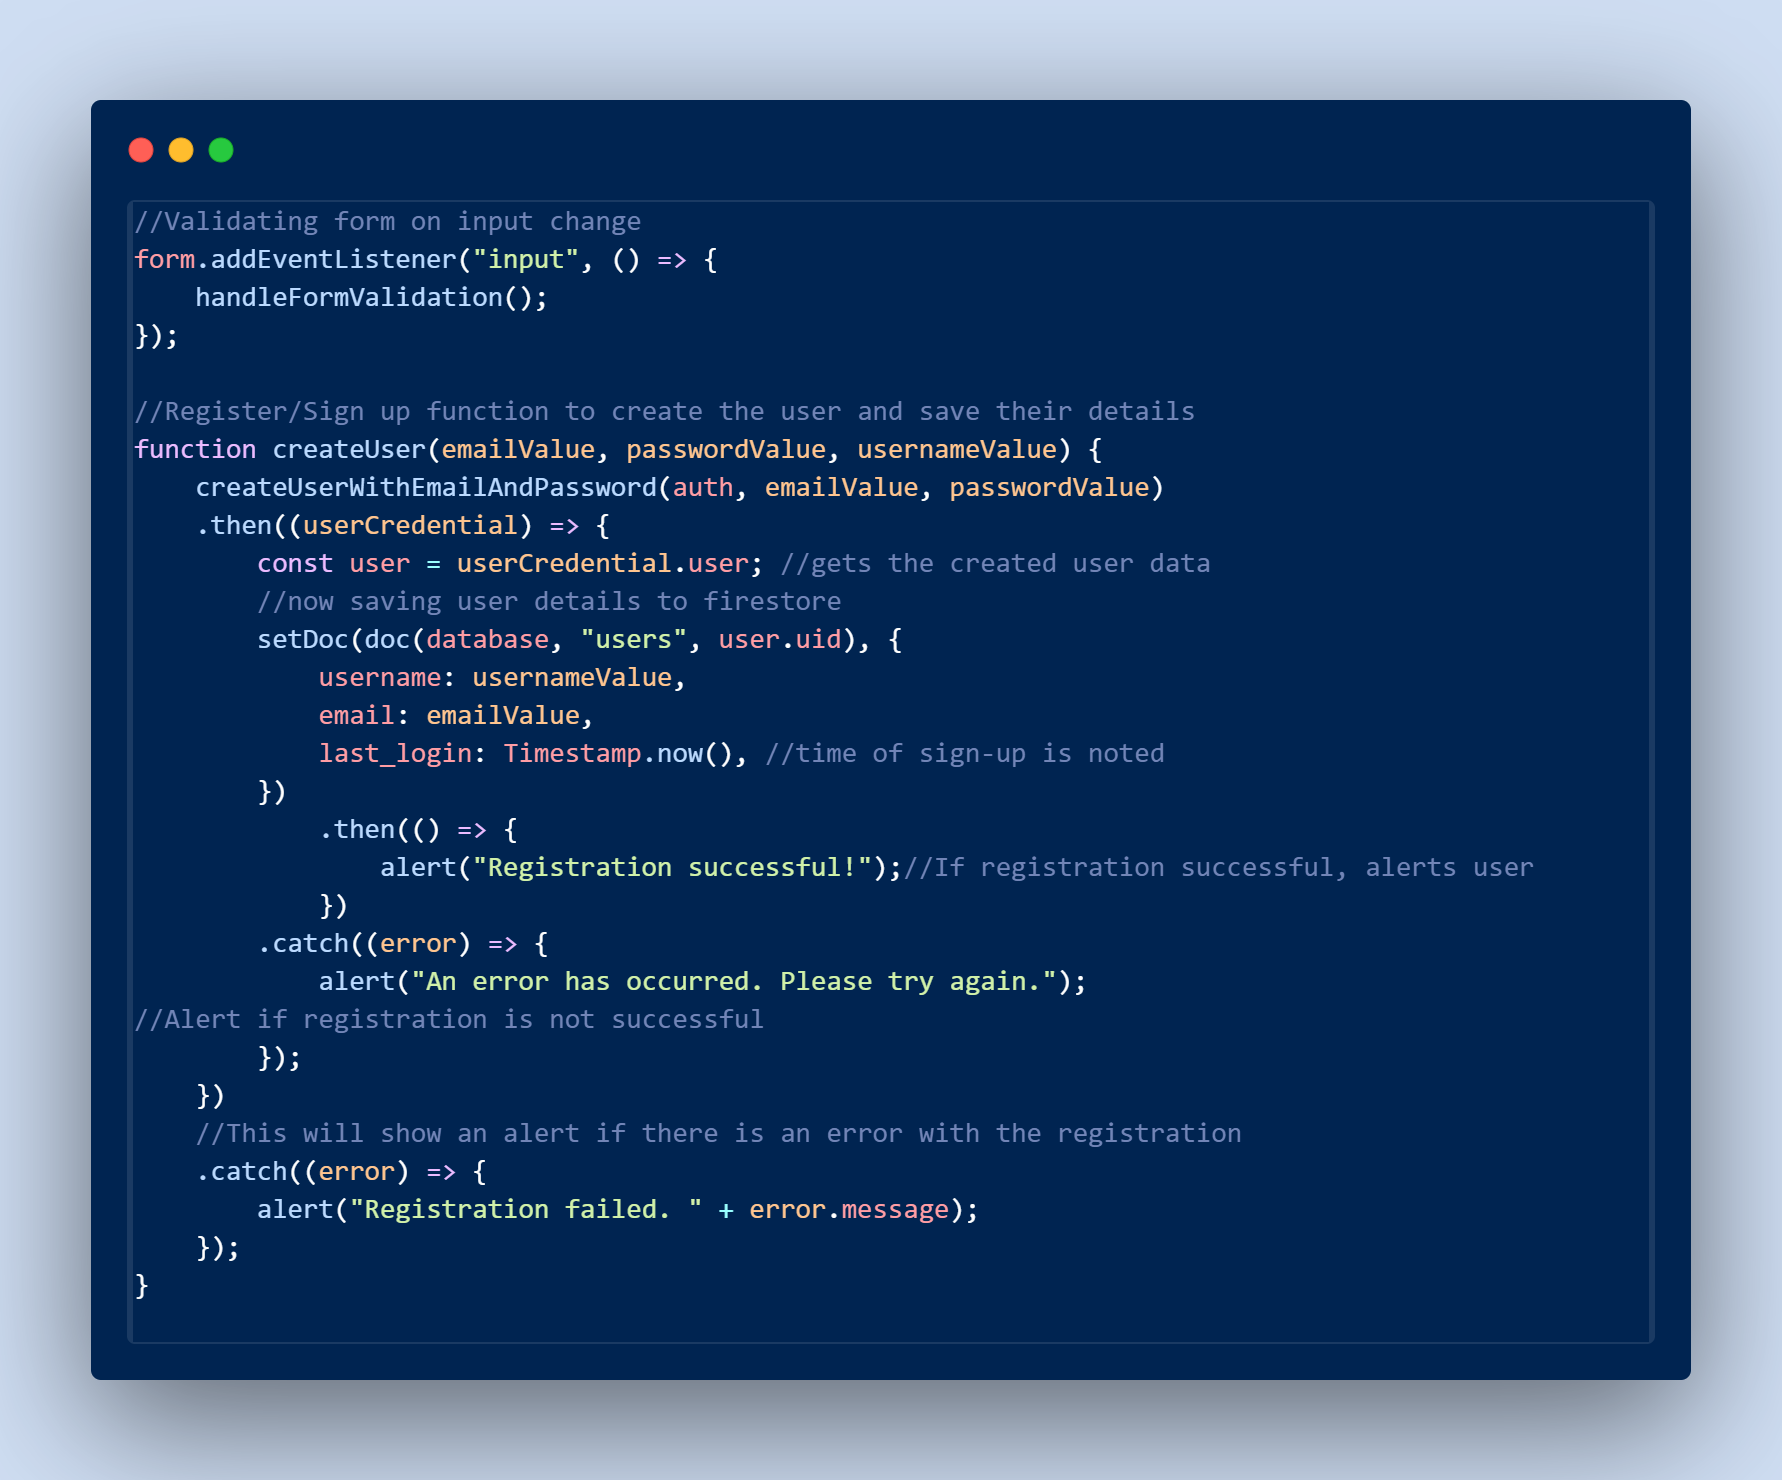 //Validating form on input change
form.addEventListener("input", () => {
    handleFormValidation();
});

//Register/Sign up function to create the user and save their details
function createUser(emailValue, passwordValue, usernameValue) {
    createUserWithEmailAndPassword(auth, emailValue, passwordValue)
    .then((userCredential) => {
        const user = userCredential.user; //gets the created user data
        //now saving user details to firestore
        setDoc(doc(database, "users", user.uid), {
            username: usernameValue,
            email: emailValue,
            last_login: Timestamp.now(), //time of sign-up is noted
        })
            .then(() => {
                alert("Registration successful!");//If registration successful, alerts user
            })
        .catch((error) => {
            alert("An error has occurred. Please try again.");
//Alert if registration is not successful
        });
    })
    //This will show an alert if there is an error with the registration
    .catch((error) => {
        alert("Registration failed. " + error.message);
    });
}